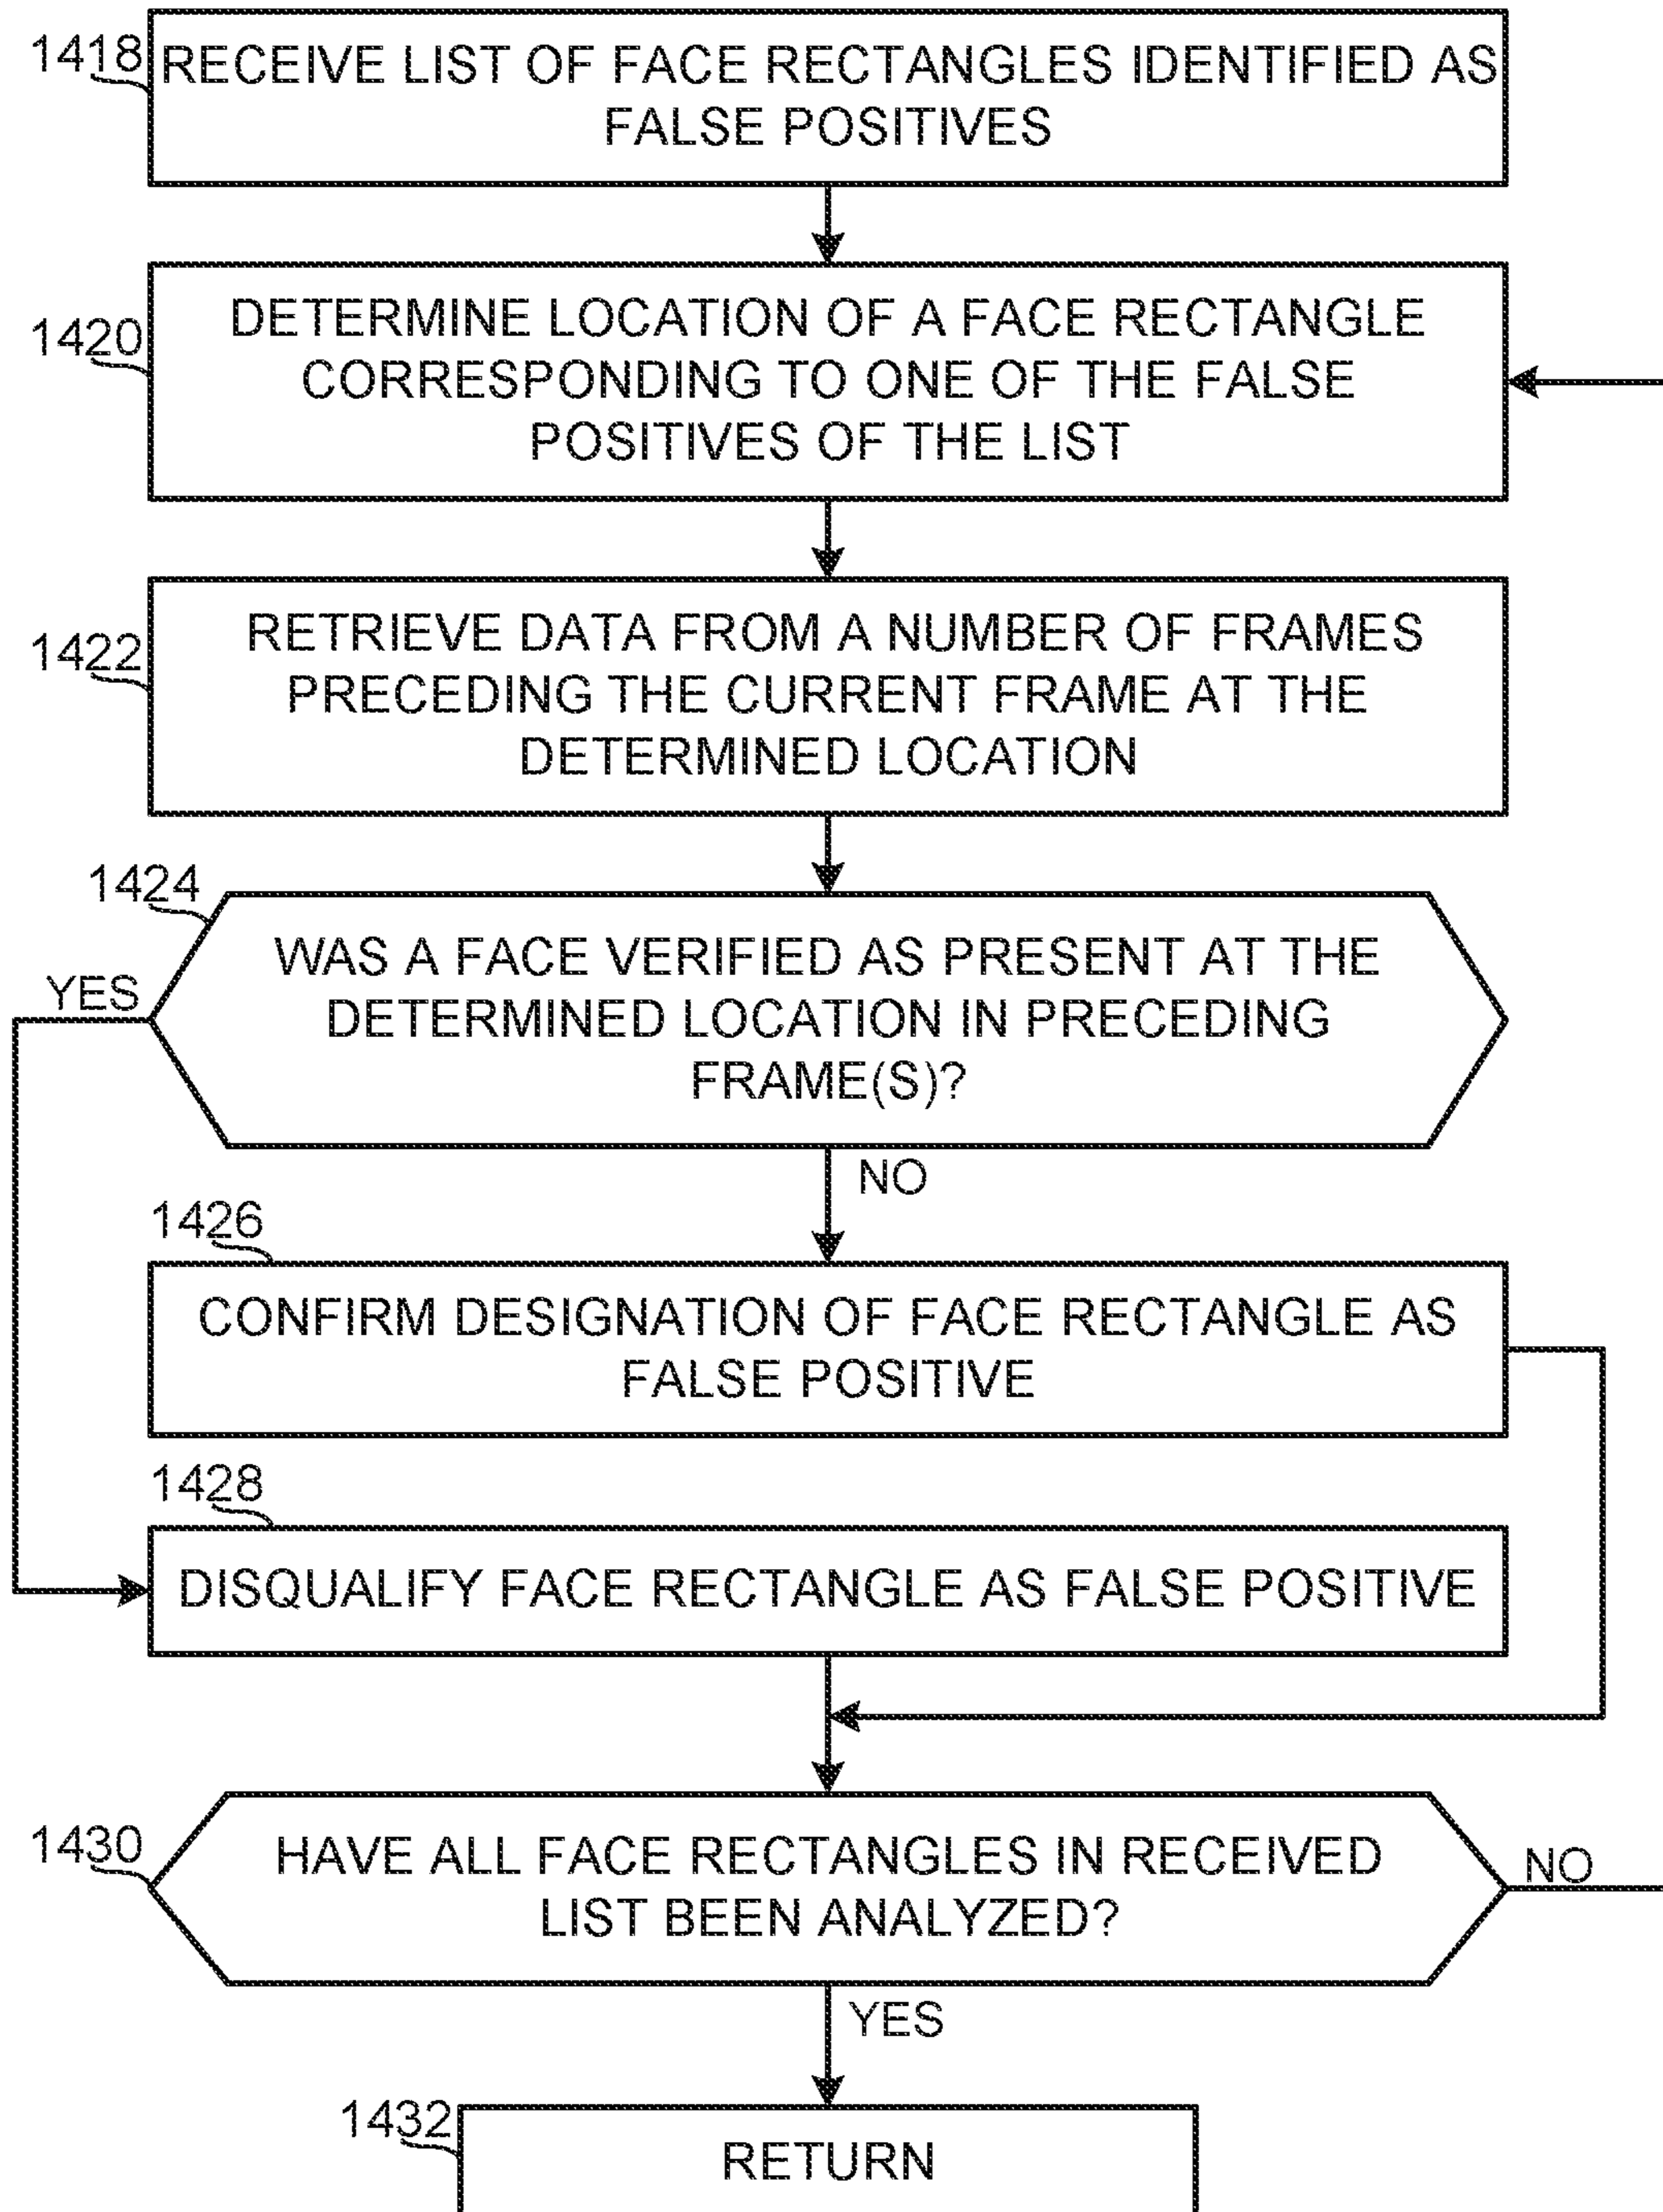 1418
RECEIVE LIST OF FACE RECTANGLES IDENTIFIED AS
FALSE POSITIVES
1420
DETERMINE LOCATION OF A FACE RECTANGLE
CORRESPONDING TO ONE OF THE FALSE
POSITIVES OF THE LIST
1422
RETRIEVE DATA FROM A NUMBER OF FRAMES
PRECEDING THE CURRENT FRAME AT THE
DETERMINED LOCATION
1424
WAS A FACE VERIFIED AS PRESENT AT THE
DETERMINED LOCATION IN PRECEDING
FRAME(S)?
YES
NO
1426
CONFIRM DESIGNATION OF FACE RECTANGLE AS
FALSE POSITIVE
1428
DISQUALIFY FACE RECTANGLE AS FALSE POSITIVE
1430
HAVE ALL FACE RECTANGLES IN RECEIVED
LIST BEEN ANALYZED?
NO
YES
1432
RETURN